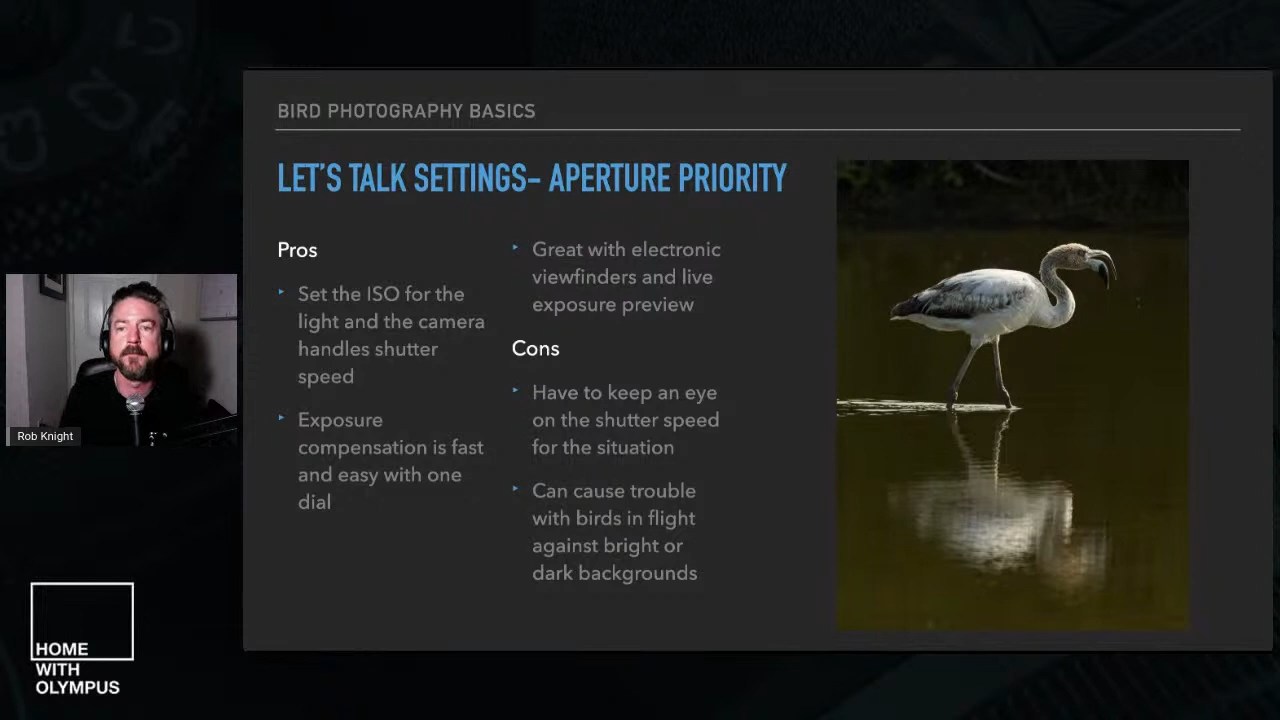 BIRD PHOTOGRAPHY BASICS
LET'S TALK SETTINGS- APERTURE PRIORITY
Pros
Set the ISO for the
light and the camera
handles shutter
speed
Exposure
compensation is fast
and easy with one
dial
Great with electronic
viewfinders and live
exposure preview
Cons
Have to keep an eye
on the shutter speed
for the situation
Can cause trouble
with birds in flight
against bright or
dark backgrounds
Rob Knight
HOME
WITH
OLYMPUS